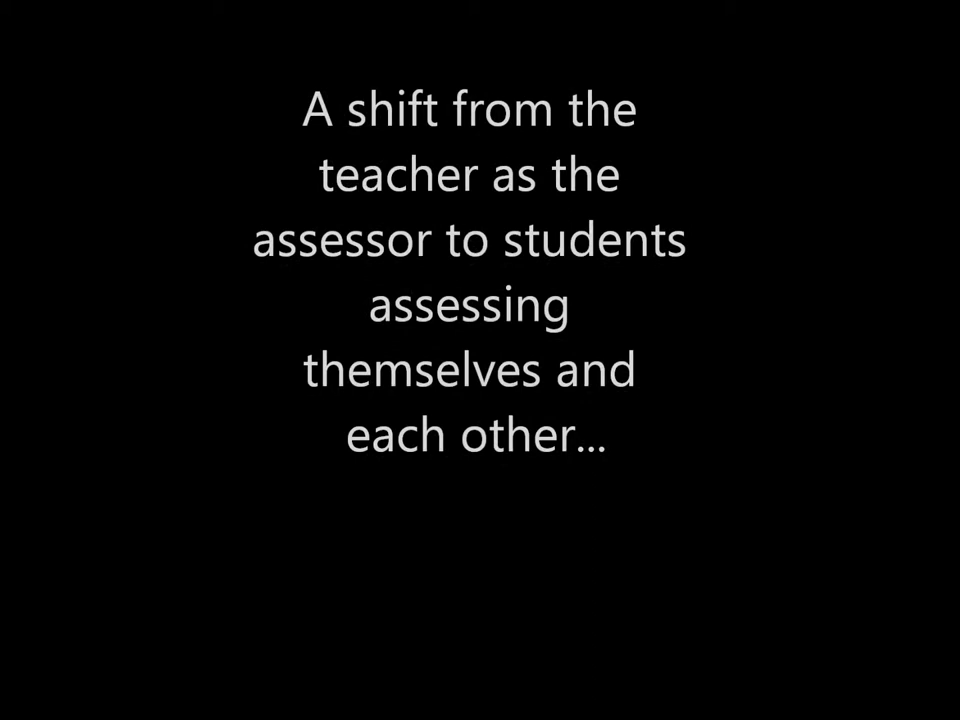 A shift from the
teacher as the
assessor to students
assessing
themselves and
each other...